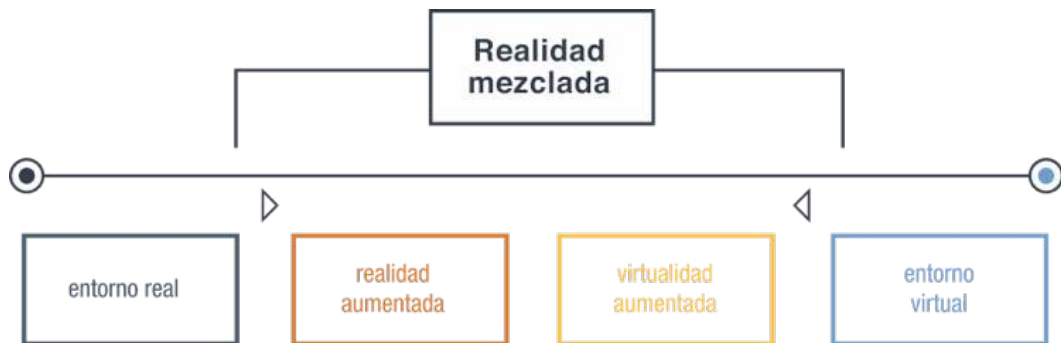 Realidad
mezclada
entorno real
realidad
aumentada
virtualidad
aumentada
entorno
virtual